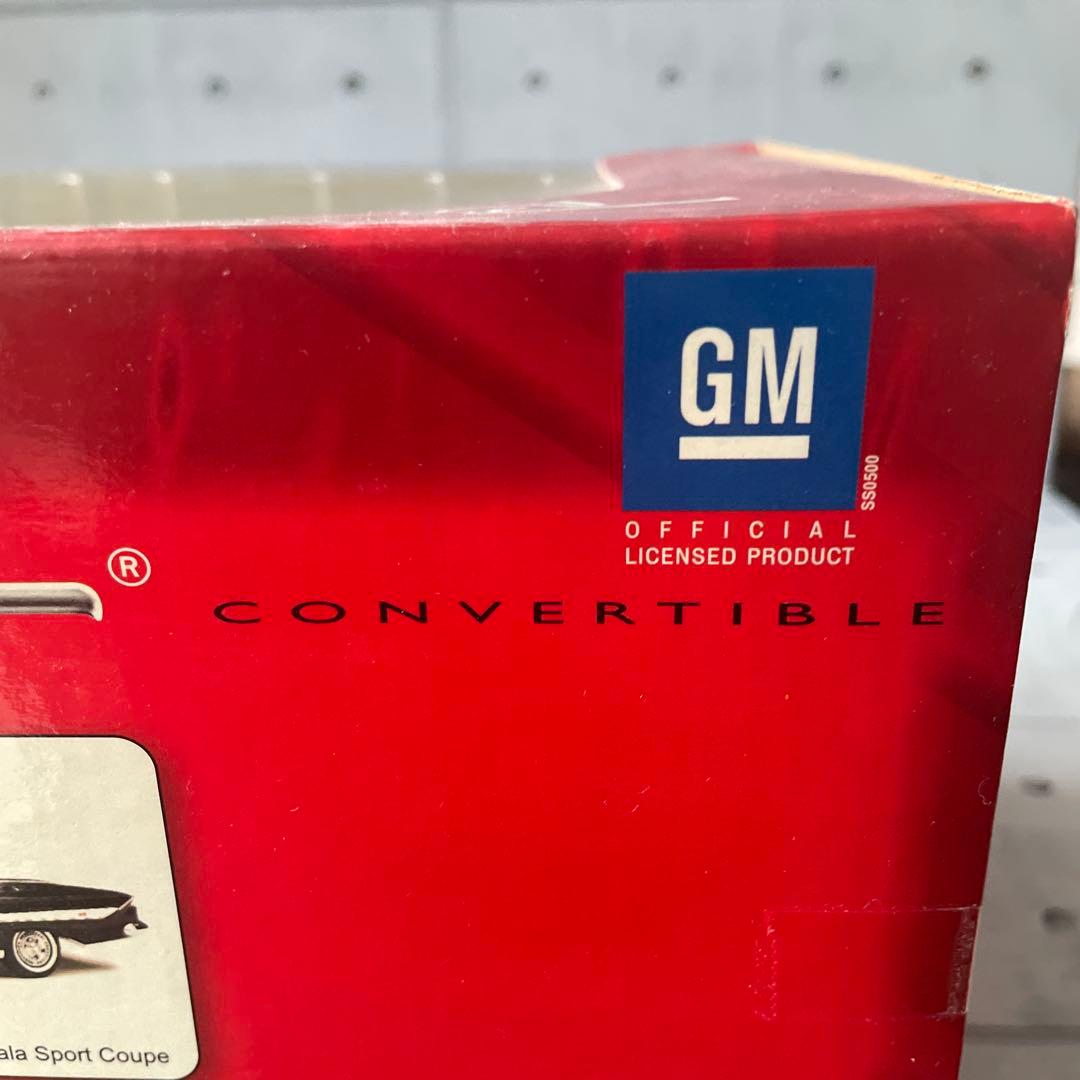 GM
SS0500
OFFICIAL
LICENSED PRODUCT
®
CONVERTIBLE
ala Sport Coupe